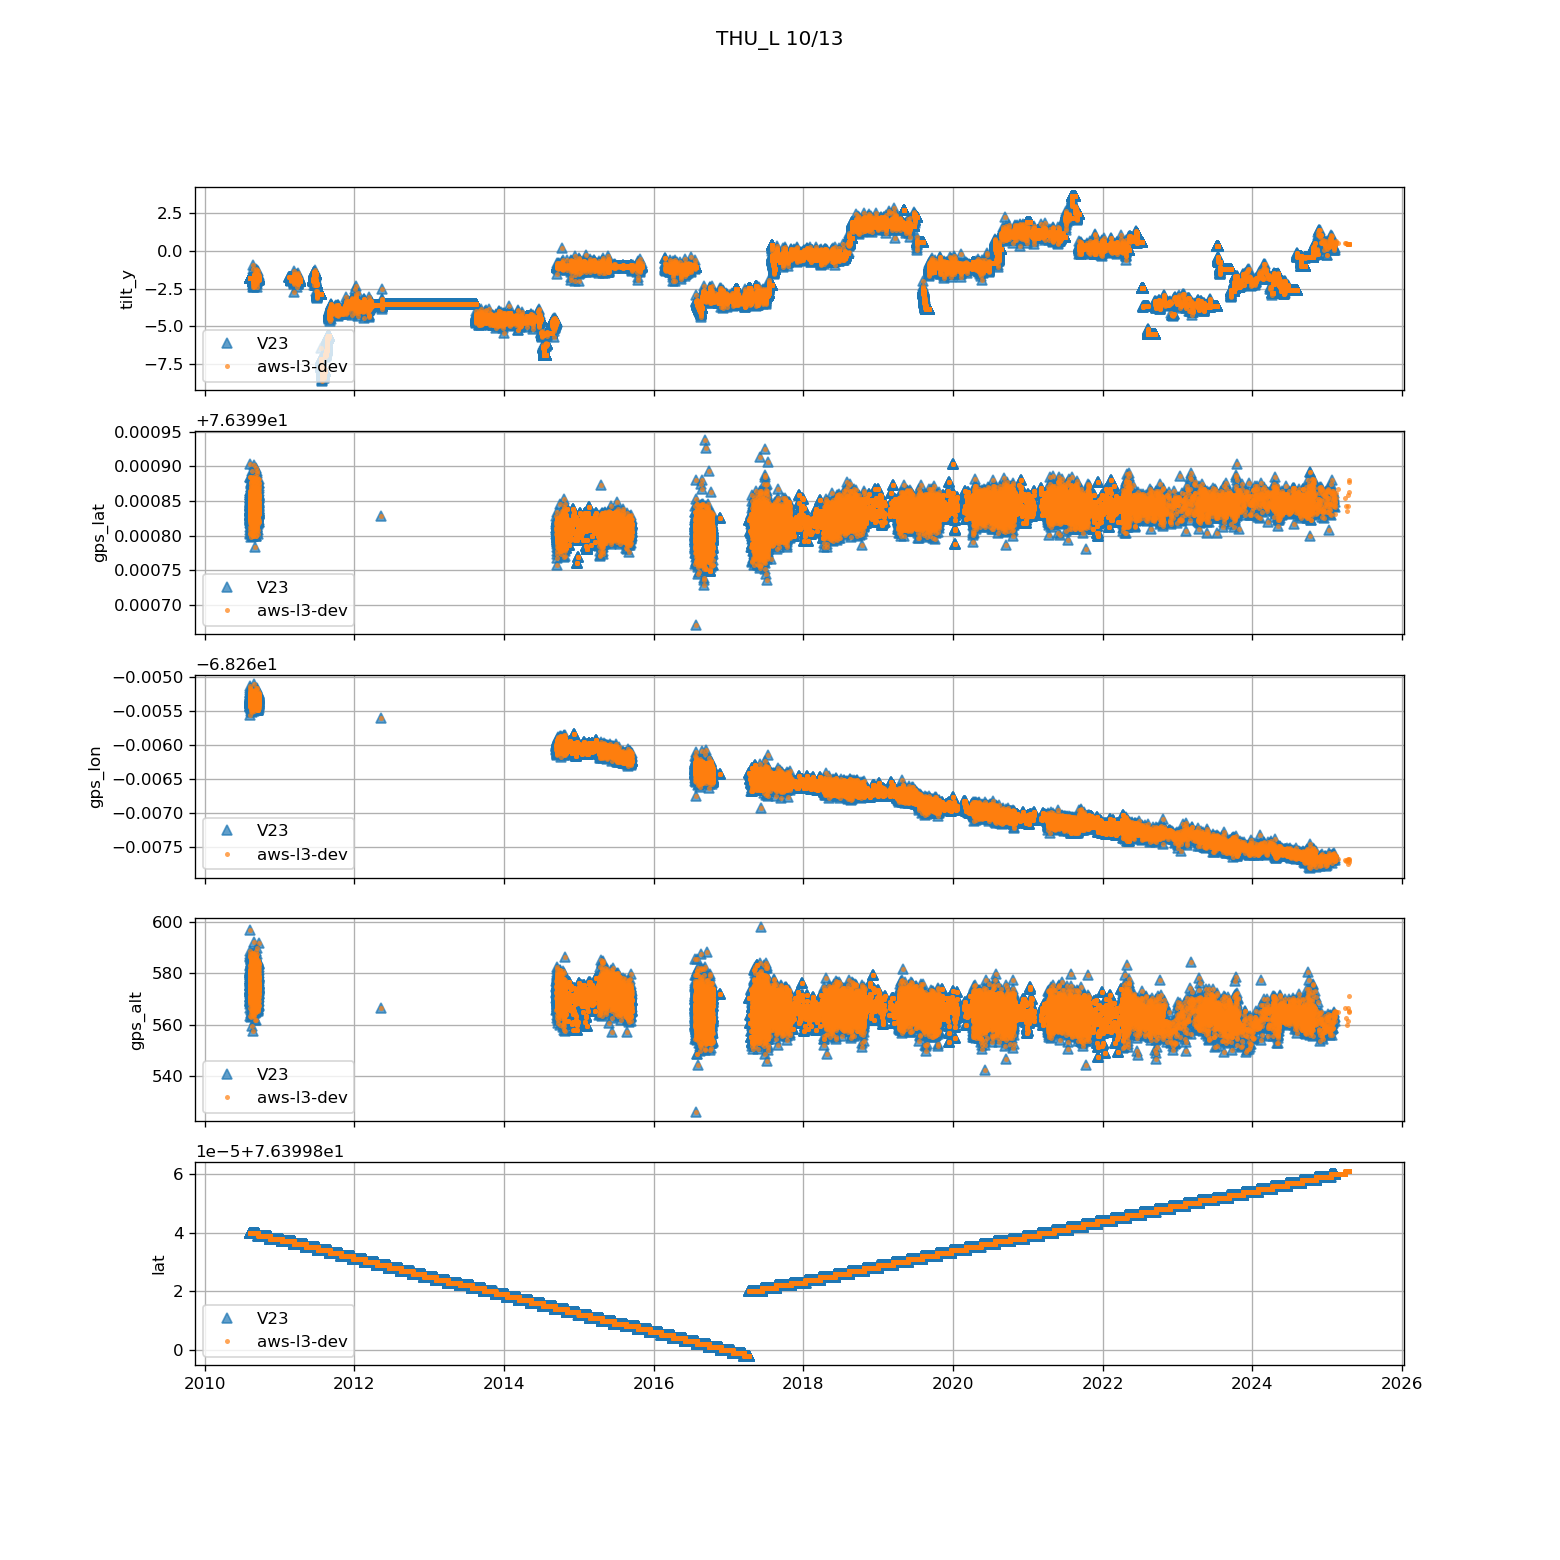 THU_L 10/13
2.5
0.0
−2.5
−5.0
−7.5
tilt_y
V23
aws-l3-dev
+7.6399e1
0.00095
0.00090
0.00085
0.00080
0.00075
0.00070
gps_lat
V23
aws-l3-dev
−6.826e1
−0.0050
−0.0055
−0.0060
−0.0065
−0.0070
−0.0075
gps_lon
V23
aws-l3-dev
600
580
560
540
gps_alt
V23
aws-l3-dev
1e−5+7.63998e1
6
4
2
0
lat
V23
aws-l3-dev
2010 2012 2014 2016 2018 2020 2022 2024 2026